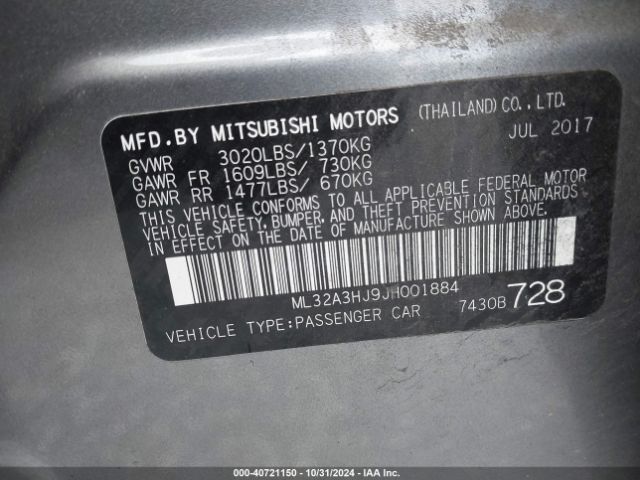 MFD.BY MITSUBISHI MOTORS (THAILAND)CO.,LTD.
GVWR 3020LBS/1370KG JUL 2017
GAWR FR 1609LBS/ 730KG
GAWR RR 1477LBS/ 670KG
THIS VEHICLE CONFORMS TO ALL APPLICABLE FEDERAL MOTOR
VEHICLE SAFETY, BUMPER, AND THEFT PREVENTION STANDARDS
IN EFFECT ON THE DATE OF MANUFACTURE SHOWN ABOVE.
ML32A3HJ9JH001884
VEHICLE TYPE:PASSENGER CAR 7430B 728
000-40721150 - 10/31/2024 - IAA Inc.